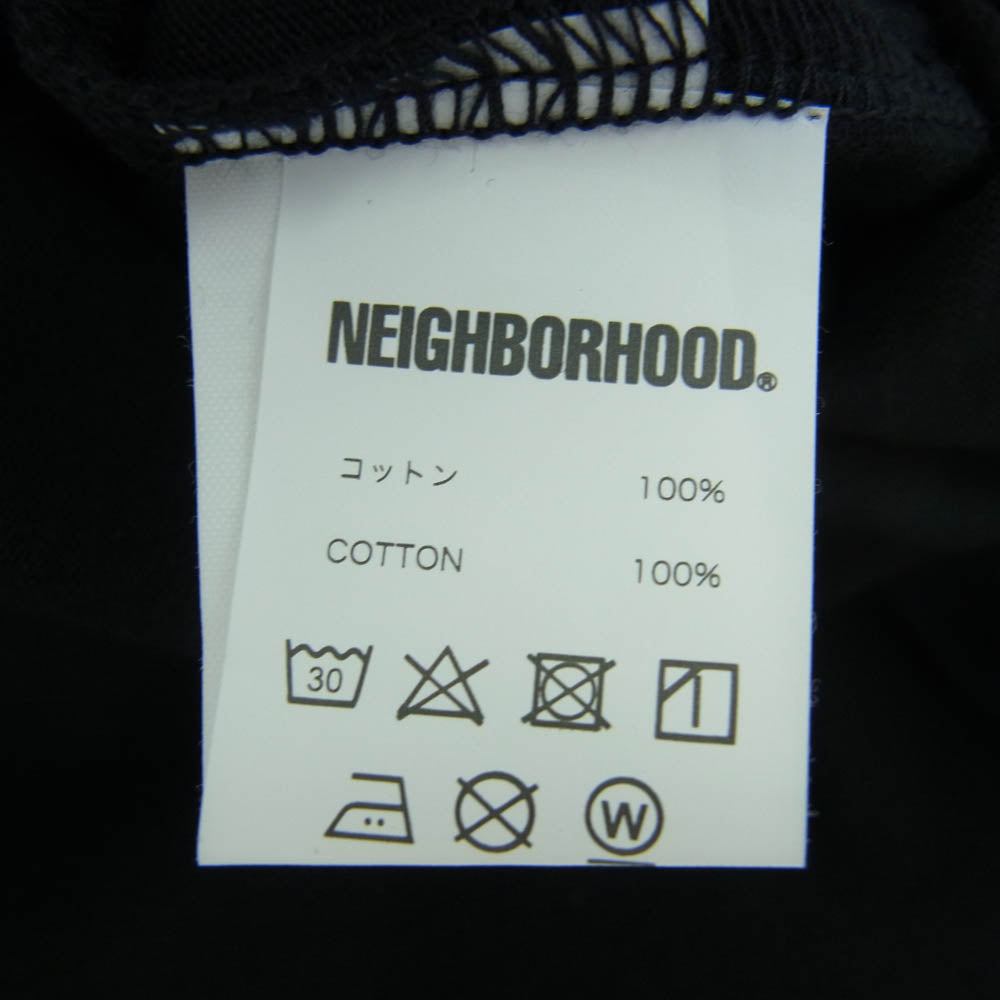 NEIGHBORHOOD®
コットン 100%
COTTON 100%
30
W